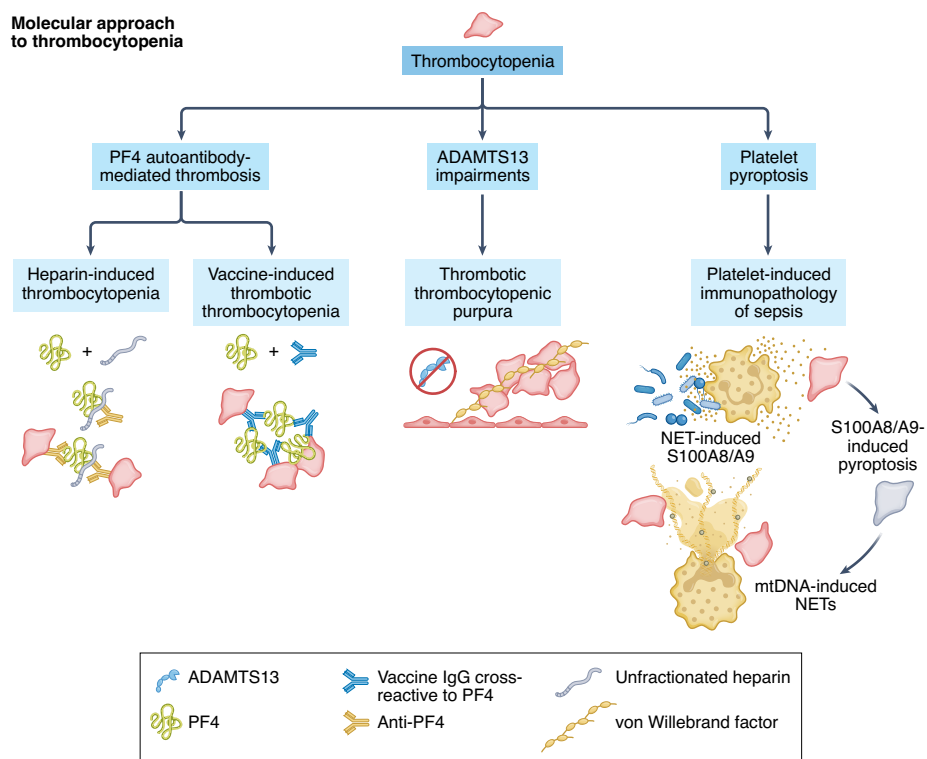 Molecular approach
to thrombocytopenia
Thrombocytopenia
PF4 autoantibody-
mediated thrombosis
ADAMTS13
impairments
Platelet
pyroptosis
Heparin-induced
thrombocytopenia
Vaccine-induced
thrombotic
thrombocytopenia
Thrombotic
thrombocytopenic
purpura
Platelet-induced
immunopathology
of sepsis
+
+
NET-induced
S100A8/A9
S100A8/A9-
induced
pyroptosis
mtDNA-induced
NETs
ADAMTS13
Vaccine IgG cross-
reactive to PF4
Unfractionated heparin
PF4
Anti-PF4
von Willebrand factor